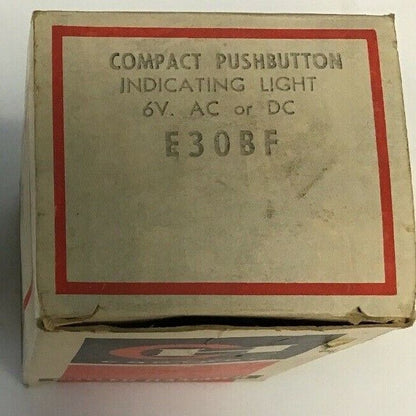 COMPACT PUSHBUTTON
INDICATING LIGHT
6V. AC or DC
E30BF